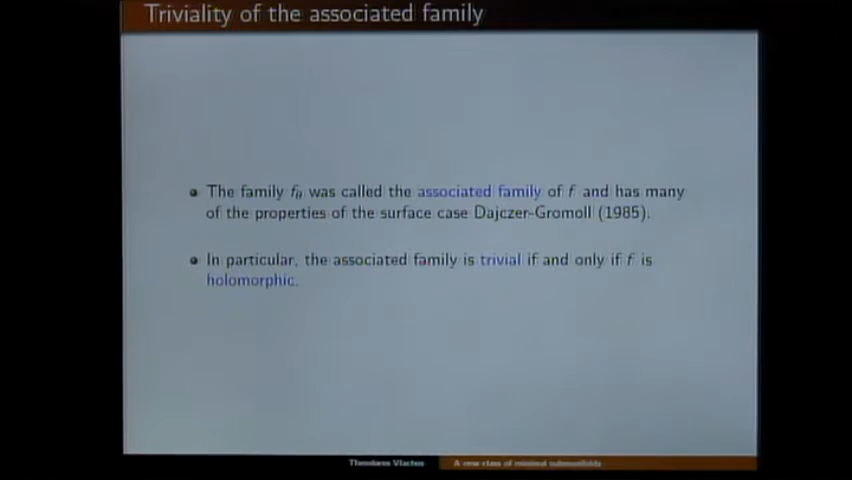 Triviality of the associated family
The family fθ was called the associated family of f and has many
of the properties of the surface case Dajczer-Gromoll (1985).
In particular, the associated family is trivial if and only if f is
holomorphic.
Theodoros Vlachos A new class of minimal submanifolds